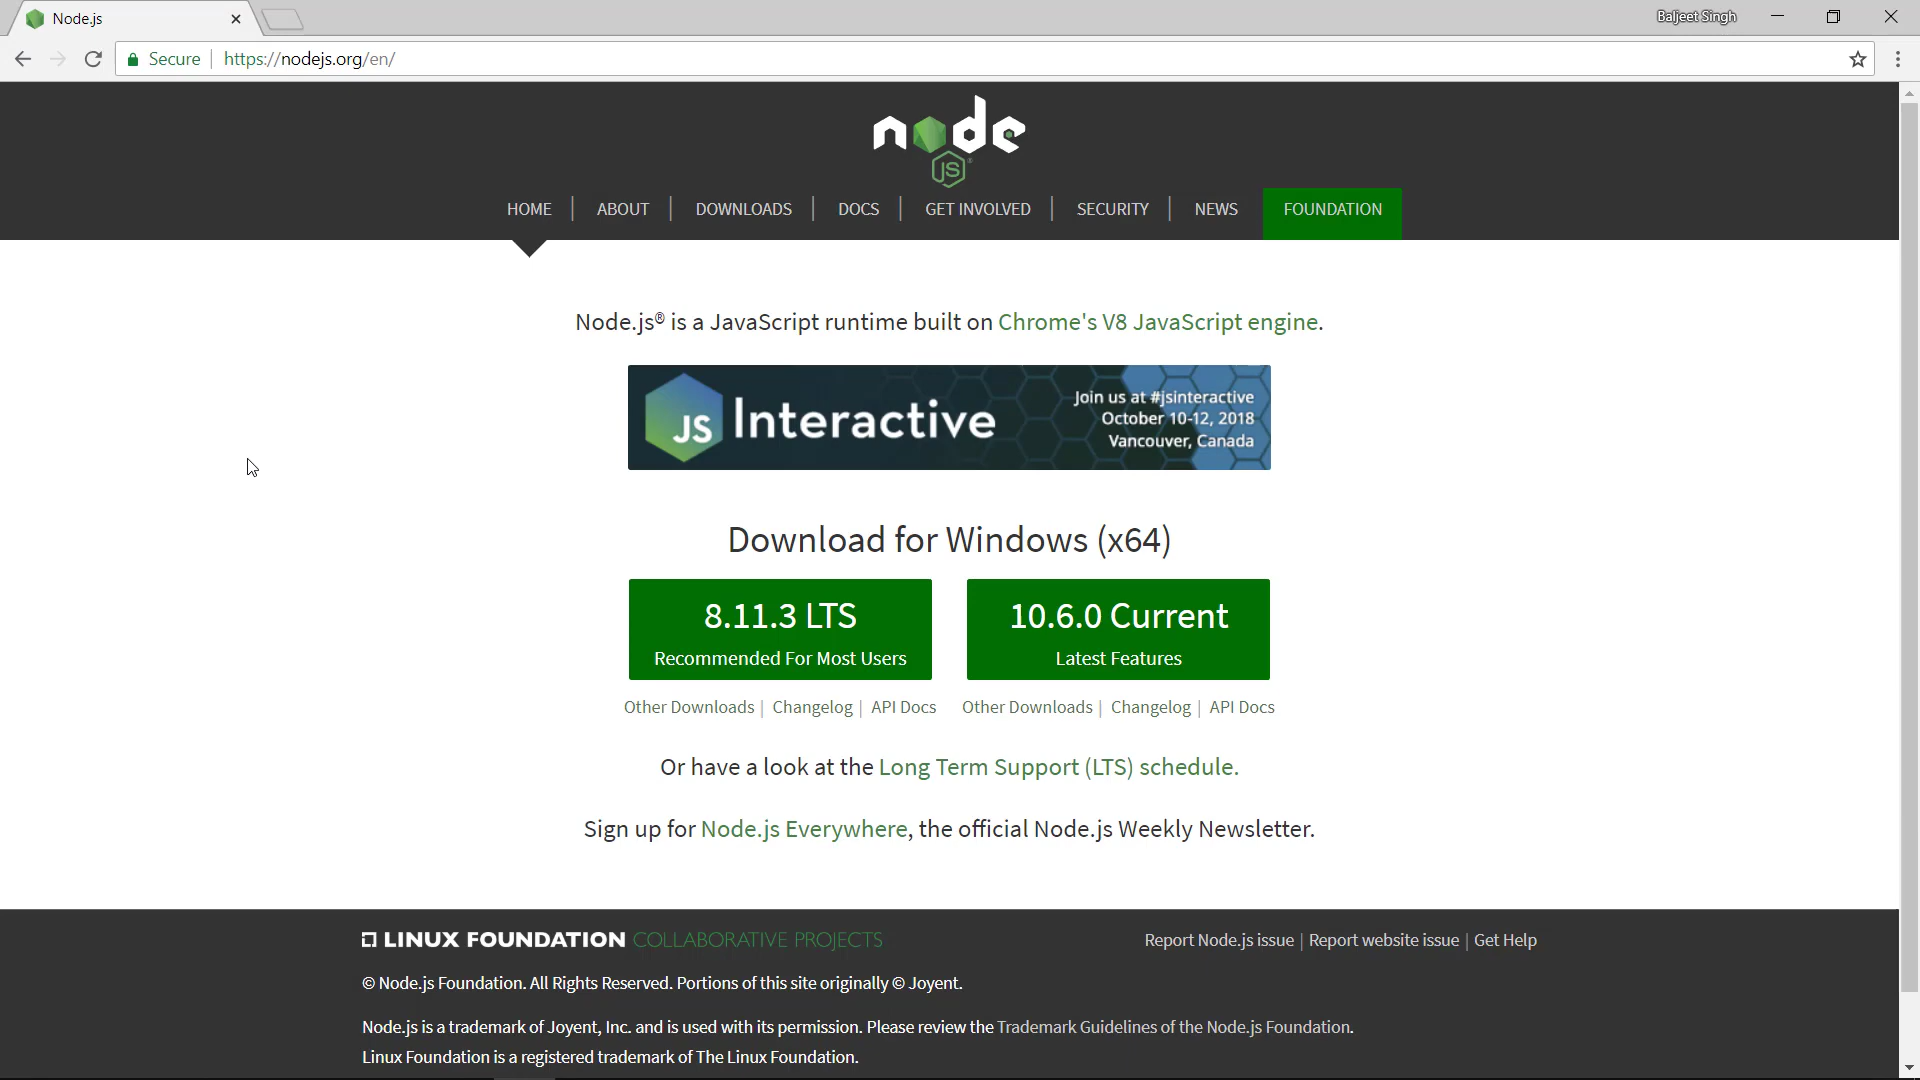 Node.js
Baljeet Singh
Secure
https://nodejs.org/en/
node
JS
HOME
ABOUT
DOWNLOADS
DOCS
GET INVOLVED
SECURITY
NEWS
FOUNDATION
Node.js® is a JavaScript runtime built on Chrome's V8 JavaScript engine.
JS Interactive
Join us at #jsinteractive
October 10-12, 2018
Vancouver, Canada
Download for Windows (x64)
8.11.3 LTS
Recommended For Most Users
10.6.0 Current
Latest Features
Other Downloads | Changelog | API Docs
Other Downloads | Changelog | API Docs
Or have a look at the Long Term Support (LTS) schedule.
Sign up for Node.js Everywhere, the official Node.js Weekly Newsletter.
LINUX FOUNDATION COLLABORATIVE PROJECTS
Report Node.js issue | Report website issue | Get Help
© Node.js Foundation. All Rights Reserved. Portions of this site originally © Joyent.
Node.js is a trademark of Joyent, Inc. and is used with its permission. Please review the Trademark Guidelines of the Node.js Foundation.
Linux Foundation is a registered trademark of The Linux Foundation.